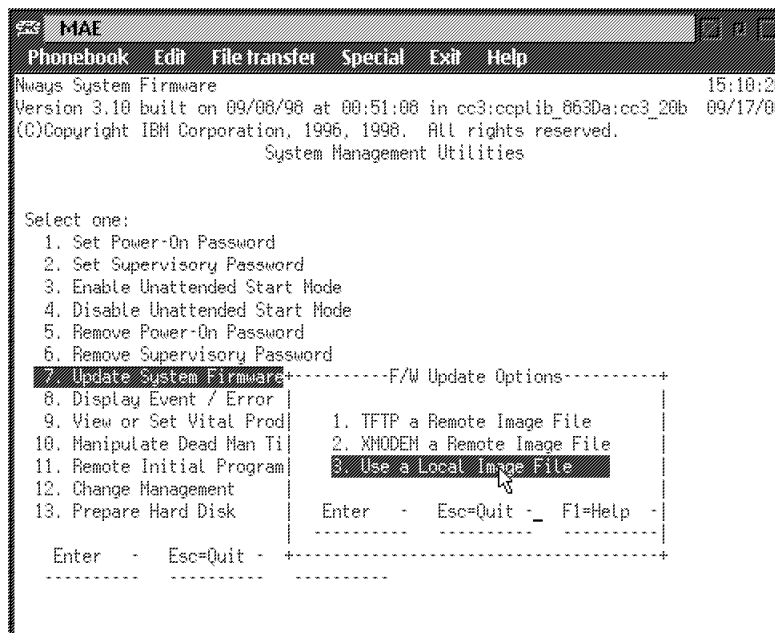 MAE
Phonebook Edit File transfer Special Exit Help
Nways System Firmware 15:10:2
Version 3.10 built on 09/08/98 at 00:51:08 in cc3:ccplib_863Da:cc3_20b 09/17/0
(C)Copyright IBM Corporation, 1996, 1998. All rights reserved.
System Management Utilities
Select one:
1. Set Power-On Password
2. Set Supervisory Password
3. Enable Unattended Start Mode
4. Disable Unattended Start Mode
5. Remove Power-On Password
6. Remove Supervisory Password
7. Update System Firmware
8. Display Event / Error
9. View or Set Vital Prod
10. Manipulate Dead Man Ti
11. Remote Initial Program
12. Change Management
13. Prepare Hard Disk
Enter - Esc=Quit -
F/W Update Options
1. TFTP a Remote Image File
2. XMODEM a Remote Image File
3. Use a Local Image File
Enter - Esc=Quit -_ F1=Help -